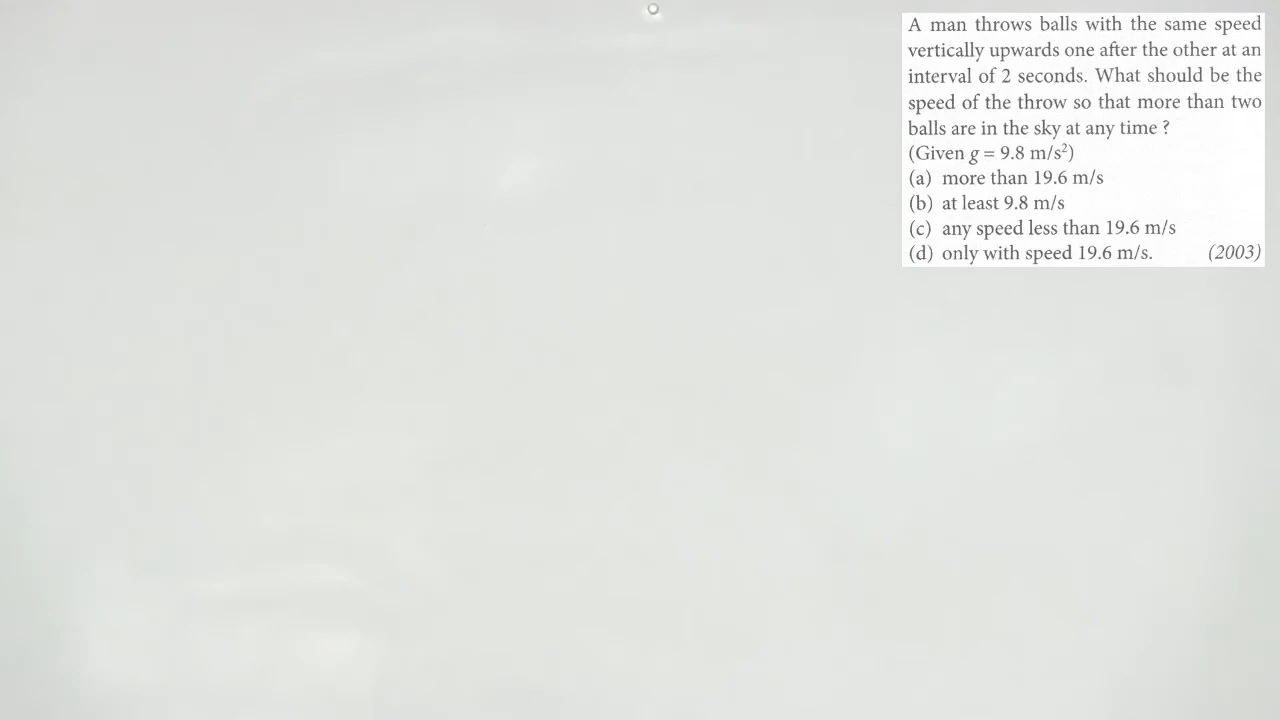 A man throws balls with the same speed
vertically upwards one after the other at an
interval of 2 seconds. What should be the
speed of the throw so that more than two
balls are in the sky at any time ?
(Given g = 9.8 m/s²)
(a) more than 19.6 m/s
(b) at least 9.8 m/s
(c) any speed less than 19.6 m/s
(d) only with speed 19.6 m/s. (2003)